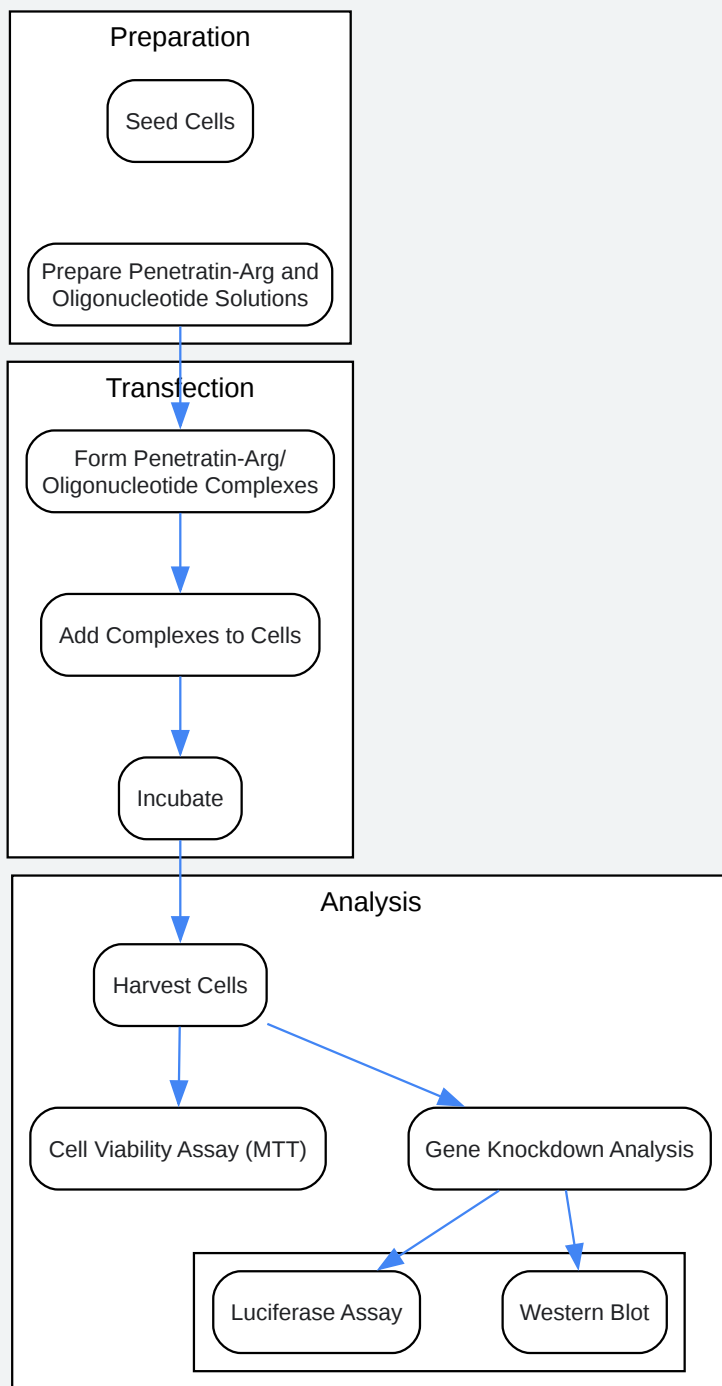 Preparation
Seed Cells
Prepare Penetratin-Arg and
Oligonucleotide Solutions
Transfection
Form Penetratin-Arg/
Oligonucleotide Complexes
Add Complexes to Cells
Incubate
Analysis
Harvest Cells
Cell Viability Assay (MTT)
Gene Knockdown Analysis
Luciferase Assay
Western Blot